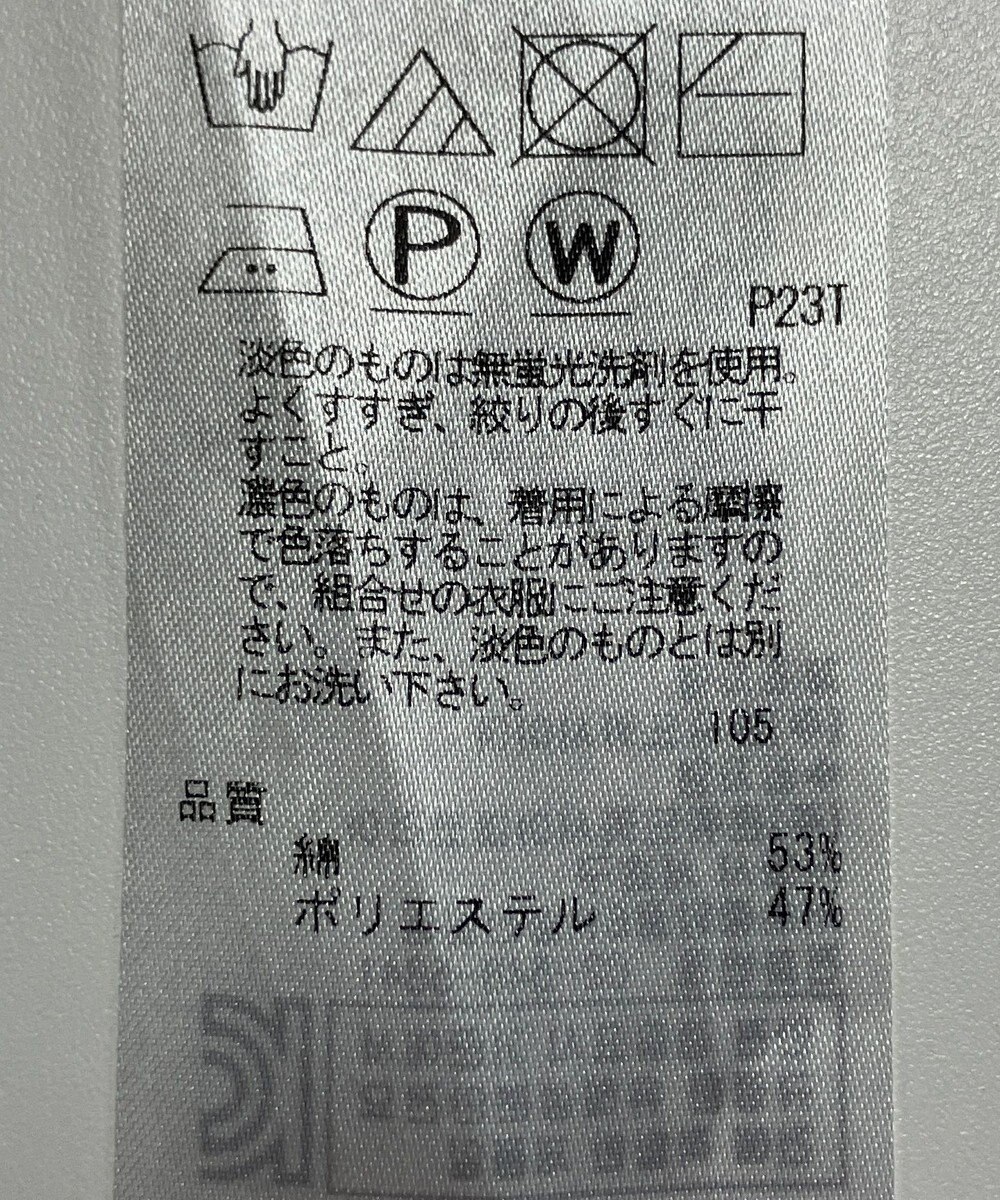 P
W
P23T
淡色のものは無蛍光洗剤を使用。
よくすすぎ、絞りの後すぐに干
すこと。
濃色のものは、着用による摩擦
で色落ちすることがありますの
で、組合せの衣服にご注意くだ
さい。また、淡色のものとは別
にお洗い下さい。
105
品質
綿 53%
ポリエステル 47%